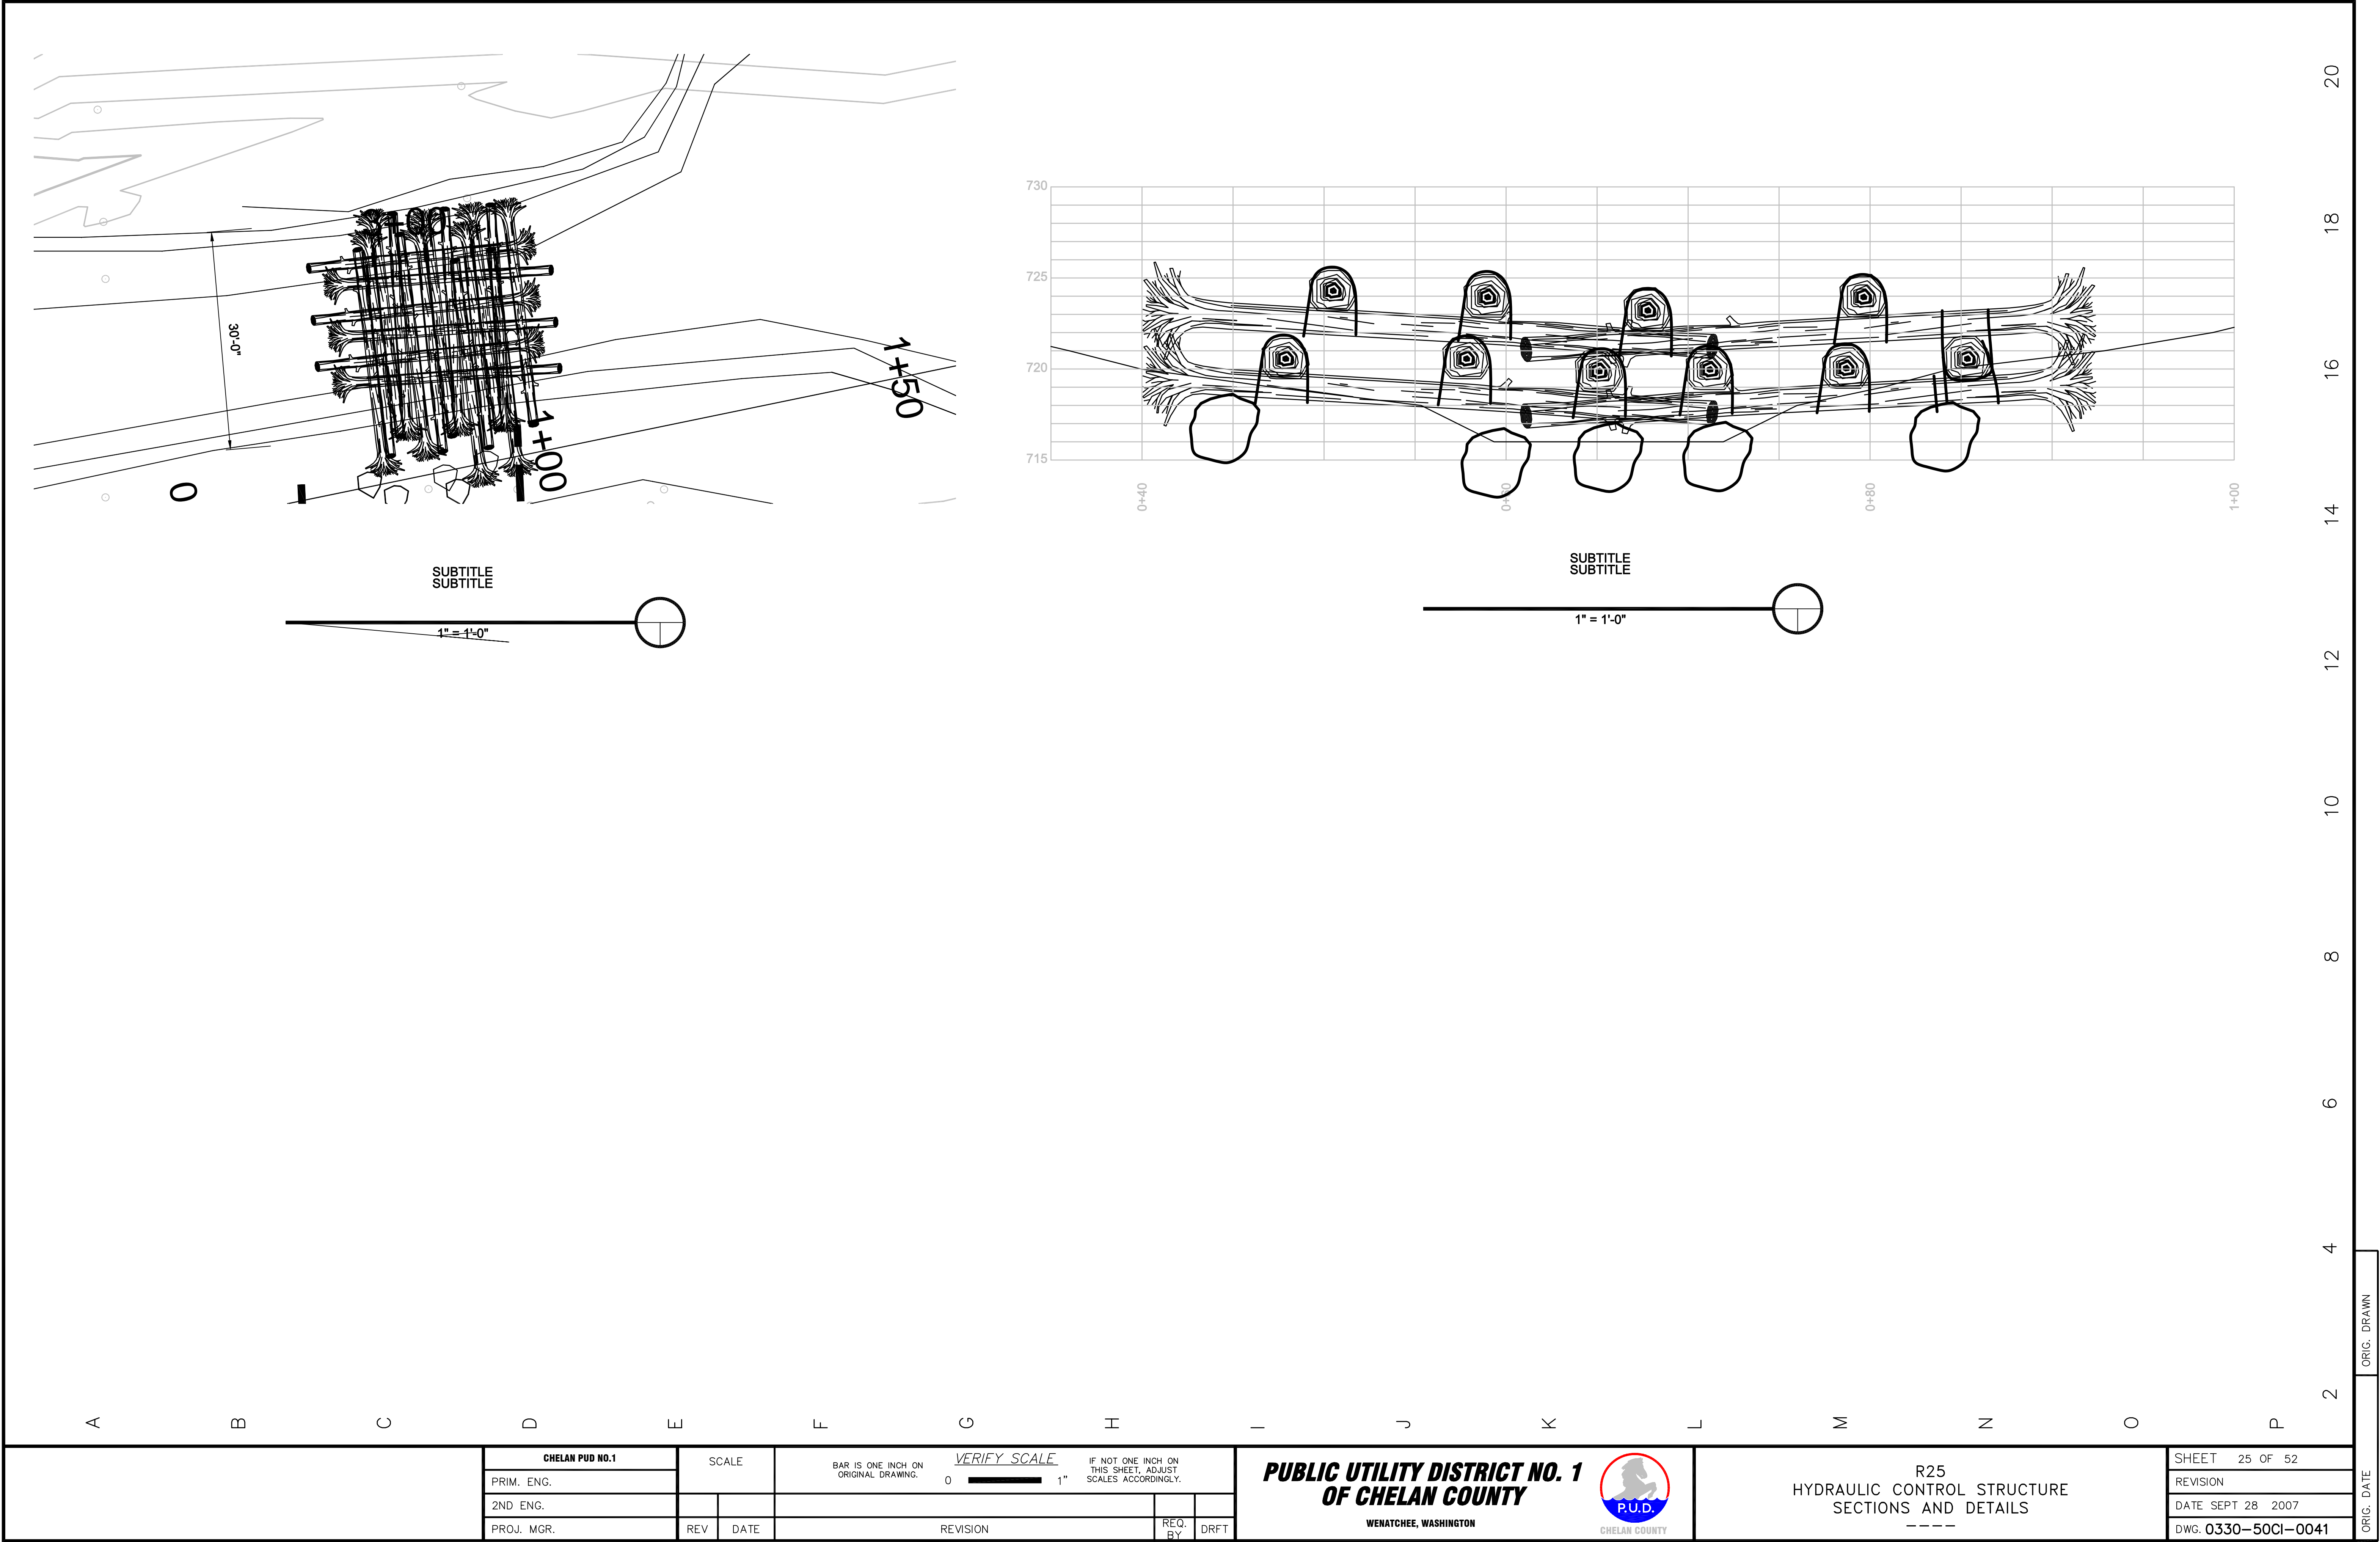 1+00
30'-0"
1+50
1+00
0
SUBTITLE
SUBTITLE
1" = 1'-0"
730
725
720
715
0+40
0+80
1+00
SUBTITLE
SUBTITLE
1" = 1'-0"
20
18
16
14
12
10
8
6
4
2
A
B
C
D
E
F
G
H
I
J
K
L
M
N
O
P
ORIG. DRAWN
ORIG. DATE
CHELAN PUD NO.1
PRIM. ENG.
2ND ENG.
PROJ. MGR.
SCALE
REV
DATE
BAR IS ONE INCH ON
ORIGINAL DRAWING.
VERIFY SCALE
0 1"
IF NOT ONE INCH ON
THIS SHEET, ADJUST
SCALES ACCORDINGLY.
REVISION
REQ.
BY
DRFT
PUBLIC UTILITY DISTRICT NO. 1
OF CHELAN COUNTY
WENATCHEE, WASHINGTON
P.U.D.
CHELAN COUNTY
R25
HYDRAULIC CONTROL STRUCTURE
SECTIONS AND DETAILS
----
SHEET 25 OF 52
REVISION
DATE SEPT 28 2007
DWG. 0330-50CI-0041